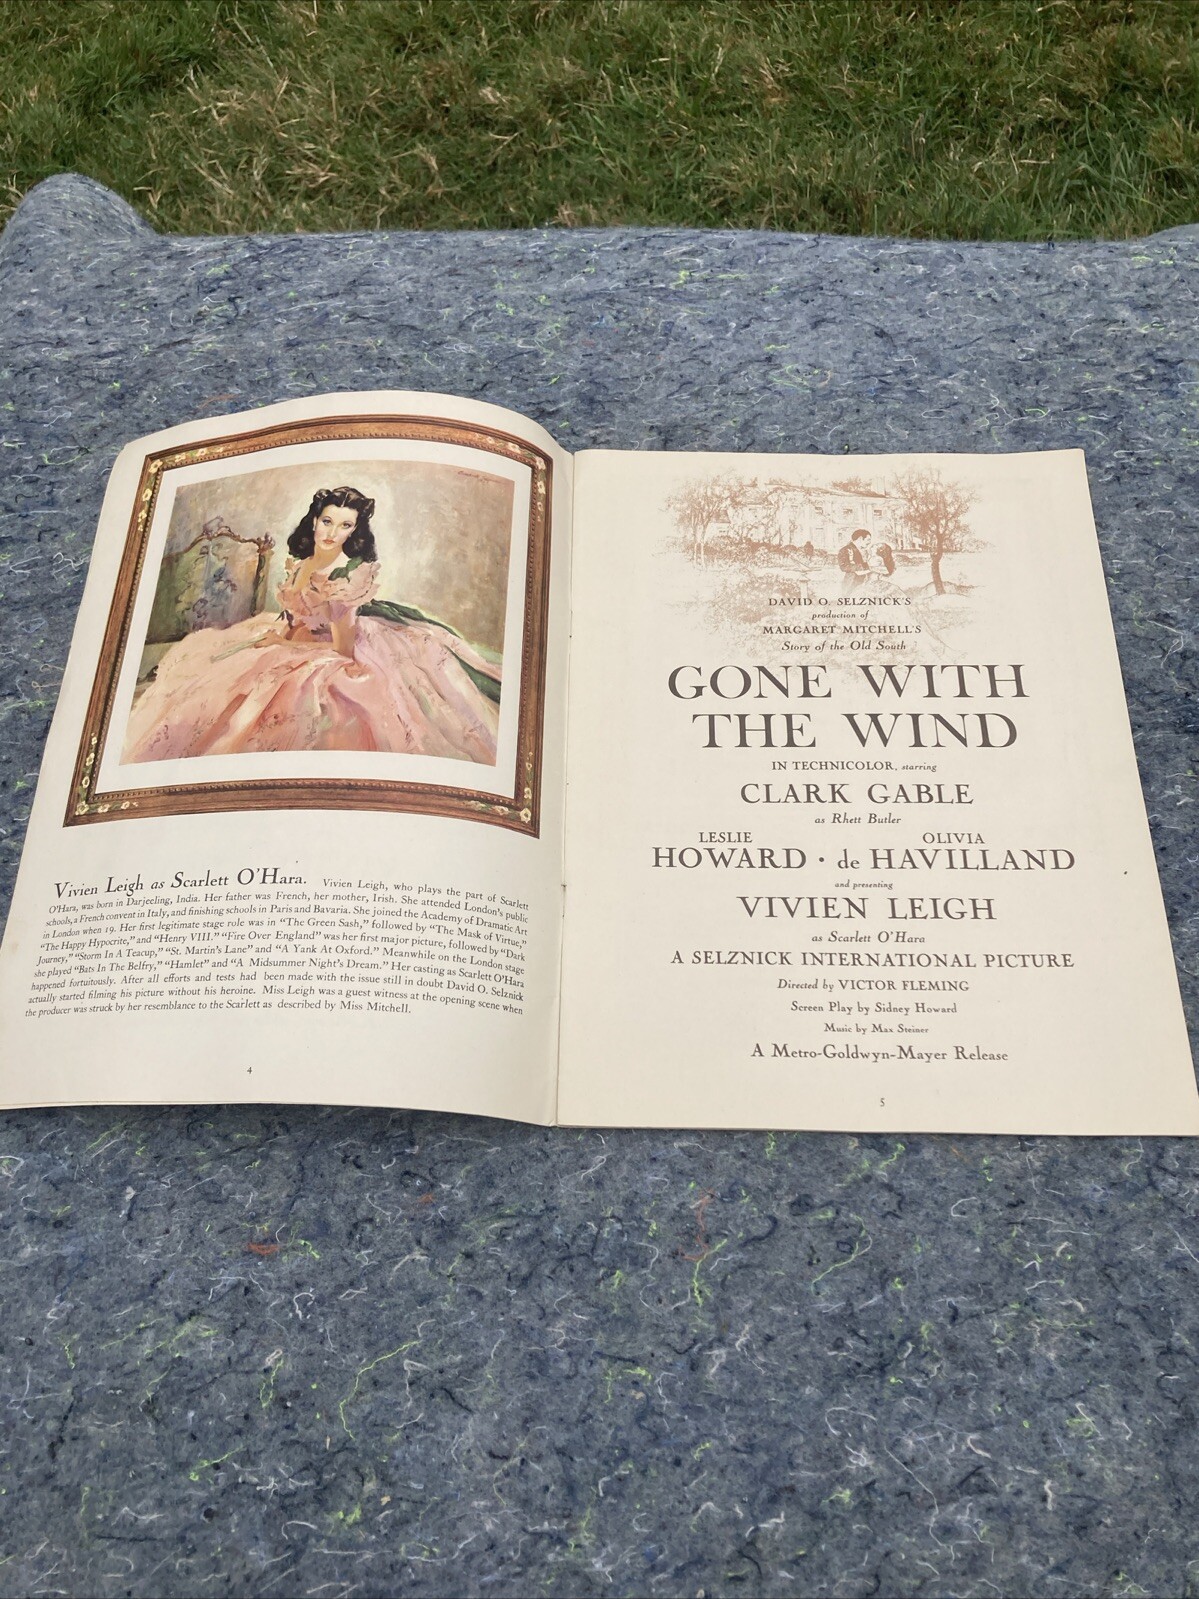 Vivien Leigh as Scarlett O'Hara. Vivien Leigh, who plays the part of Scarlett
O'Hara, was born in Darjeeling, India. Her father was French, her mother, Irish. She attended London's public
schools, a French convent in Italy, and finishing schools in Paris and Bavaria. She joined the Academy of Dramatic Art
in London when 19. Her first legitimate stage role was in "The Green Sash," followed by "The Mask of Virtue,"
"The Happy Hypocrite," and "Henry VIII." "Fire Over England" was her first major picture, followed by "Dark
Journey," "Storm In A Teacup," "St. Martin's Lane" and "A Yank At Oxford." Meanwhile on the London stage
she played "Bats In The Belfry," "Hamlet" and "A Midsummer Night's Dream." Her casting as Scarlett O'Hara
happened fortuitously. After all efforts and tests had been made with the issue still in doubt David O. Selznick
actually started filming his picture without his heroine. Miss Leigh was a guest witness at the opening scene when
the producer was struck by her resemblance to the Scarlett as described by Miss Mitchell.
4
DAVID O. SELZNICK'S
production of
MARGARET MITCHELL'S
Story of the Old South
GONE WITH
THE WIND
IN TECHNICOLOR, starring
CLARK GABLE
as Rhett Butler
LESLIE OLIVIA
HOWARD · de HAVILLAND
and presenting
VIVIEN LEIGH
as Scarlett O'Hara
A SELZNICK INTERNATIONAL PICTURE
Directed by VICTOR FLEMING
Screen Play by Sidney Howard
Music by Max Steiner
A Metro-Goldwyn-Mayer Release
5